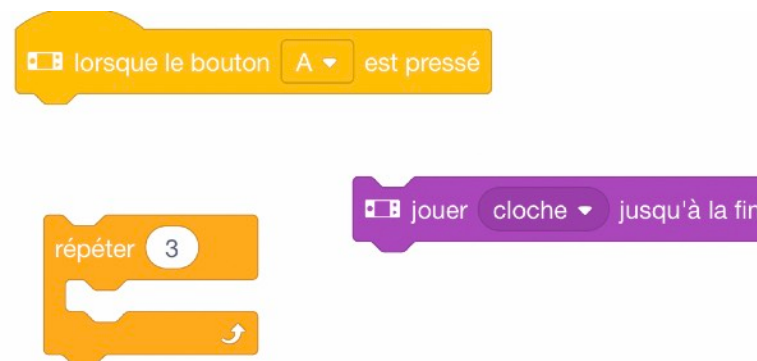 lorsque le bouton A est pressé
jouer cloche jusqu'à la fin
répéter 3